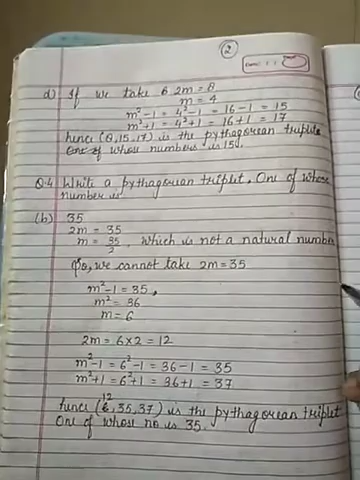 2
d) If we take 2m = 8
m = 4
m²-1 = 4²-1 = 16-1 = 15
m²+1 = 4²+1 = 16+1 = 17
hence (8,15,17) is the pythagorean triplets
One of whose numbers is 15.
Q.4 Write a pythagorean triplet. One of whose
number is
(b) 35
2m = 35
m = 35/2, which is not a natural number
So, we cannot take 2m = 35
m²-1 = 35,
m² = 36
m = 6
2m = 6×2 = 12
m²-1 = 6²-1 = 36-1 = 35
m²+1 = 6²+1 = 36+1 = 37
hence (12, 35, 37) is the pythagorean triplet
One of whose no is 35.